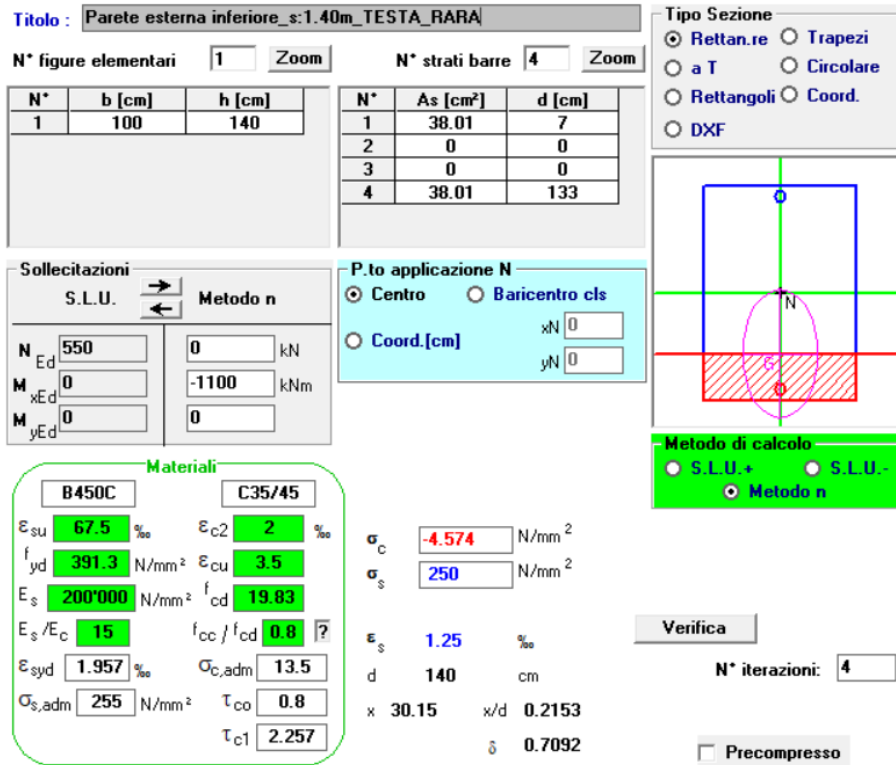 Titolo : Parete esterna inferiore_s:1.40m_TESTA_RARA
N* figure elementari 1 Zoom N* strati barre 4 Zoom
N* b [cm] h [cm]
1 100 140
N* As [cm²] d [cm]
1 38.01 7
2 0 0
3 0 0
4 38.01 133
Tipo Sezione
Rettan.re Trapezi
a T Circolare
Rettangoli Coord.
DXF
N
G
Sollecitazioni
S.L.U. Metodo n
N Ed 550 0 kN
M xEd 0 -1100 kNm
M yEd 0 0
P.to applicazione N
Centro Baricentro cls
Coord.[cm] xN 0
yN 0
Metodo di calcolo
S.L.U.+ S.L.U.-
Metodo n
Materiali
B450C C35/45
εsu 67.5 ‰ εc2 2 ‰
fyd 391.3 N/mm² εcu 3.5
Es 200'000 N/mm² fcd 19.83
Es/Ec 15 fcc / fcd 0.8 ?
εsyd 1.957 ‰ σc,adm 13.5
σs,adm 255 N/mm² τco 0.8
τc1 2.257
σc -4.574 N/mm²
σs 250 N/mm²
εs 1.25 ‰
d 140 cm
x 30.15 x/d 0.2153
δ 0.7092
Verifica
N* iterazioni: 4
Precompresso